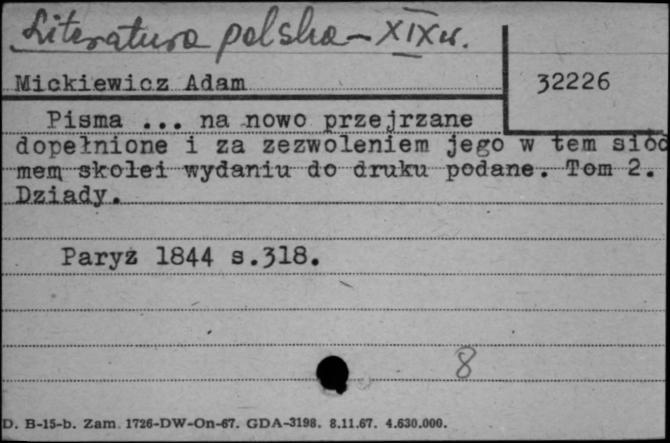 Literatura polska - XIX w.
Mickiewicz Adam
32226
Pisma ... na nowo przejrzane
dopełnione i za zezwoleniem jego w tem siód
mem skolei wydaniu do druku podane. Tom 2.
Dziady.
Paryż 1844 s.318.
8
D. B-15-b. Zam. 1726-DW-On-67. GDA-3198. 8.11.67. 4.630.000.